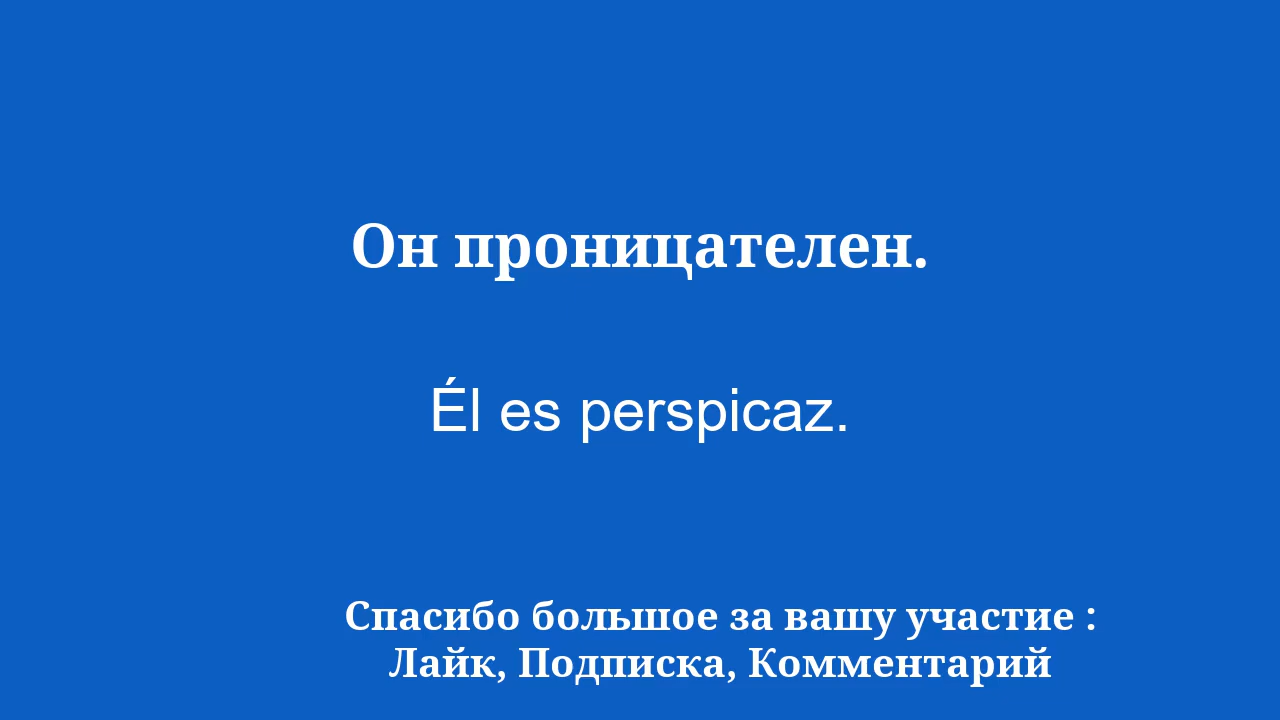 Он проницателен.
Él es perspicaz.
Спасибо большое за вашу участие :
Лайк, Подписка, Комментарий